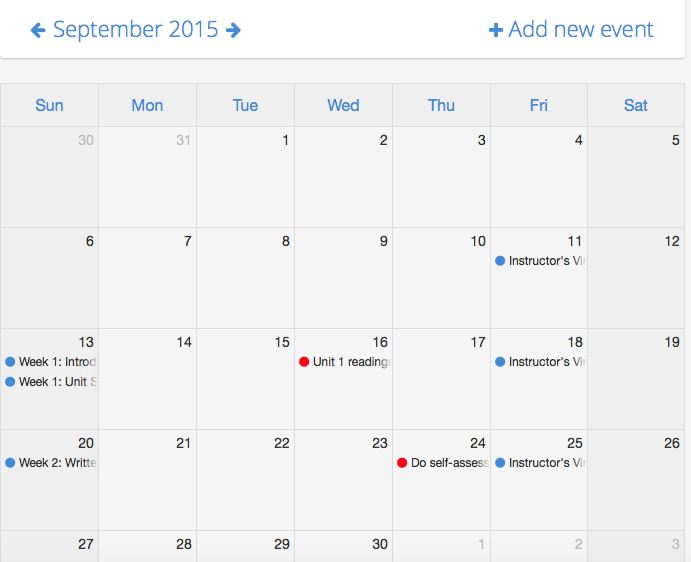 September 2015
Add new event
Sun Mon Tue Wed Thu Fri Sat
30 31 1 2 3 4 5
6 7 8 9 10 11 12
Instructor's
13 14 15 16 17 18 19
Week 1: Introd Unit 1 readings Instructor's
Week 1: Unit S
20 21 22 23 24 25 26
Week 2: Writte Do self-assess Instructor's
27 28 29 30 1 2 3